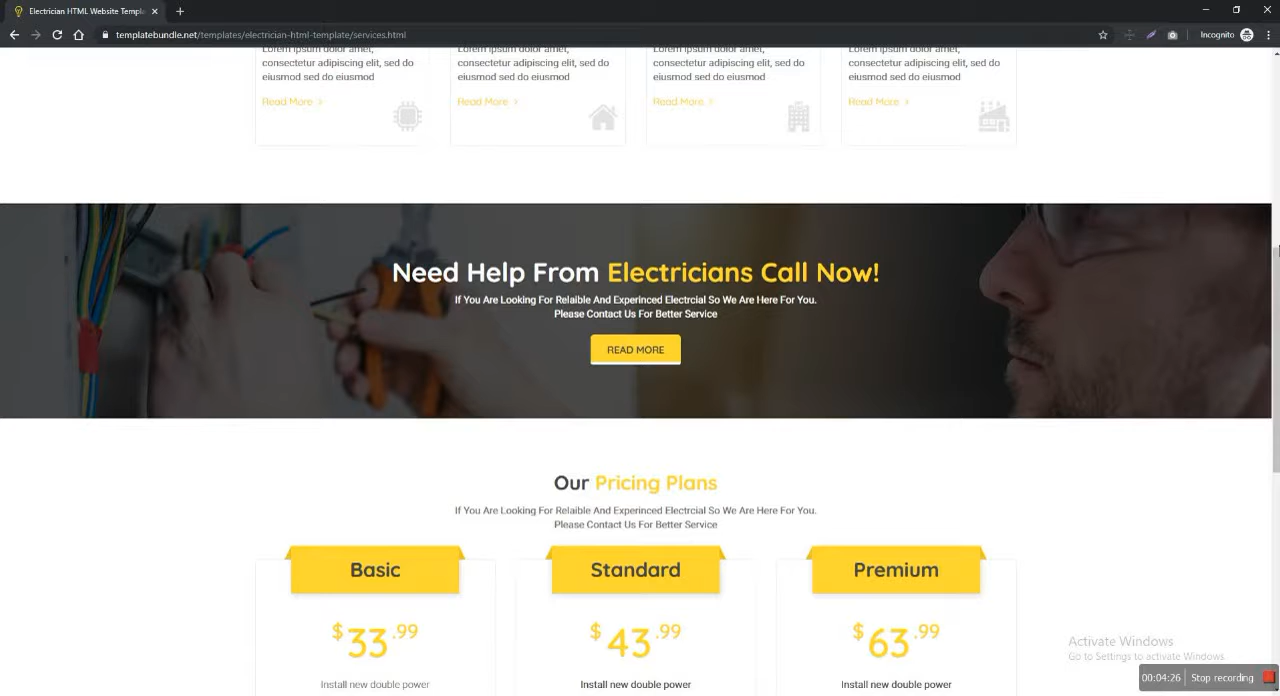 Electrician HTML Website Templ
templatebundle.net/templates/electrician-html-template/services.html
Incognito
Lorem ipsum dolor amet,
consectetur adipiscing elit, sed do
eiusmod sed do eiusmod
Read More >
Lorem ipsum dolor amet,
consectetur adipiscing elit, sed do
eiusmod sed do eiusmod
Read More >
Lorem ipsum dolor amet,
consectetur adipiscing elit, sed do
eiusmod sed do eiusmod
Read More >
Lorem ipsum dolor amet,
consectetur adipiscing elit, sed do
eiusmod sed do eiusmod
Read More >
Need Help From Electricians Call Now!
If You Are Looking For Relaible And Experinced Electrcial So We Are Here For You.
Please Contact Us For Better Service
READ MORE
Our Pricing Plans
If You Are Looking For Relaible And Experinced Electrcial So We Are Here For You.
Please Contact Us For Better Service
Basic
$33.99
Install new double power
Standard
$43.99
Install new double power
Premium
$63.99
Install new double power
Activate Windows
Go to Settings to activate Windows.
00:04:26 Stop recording